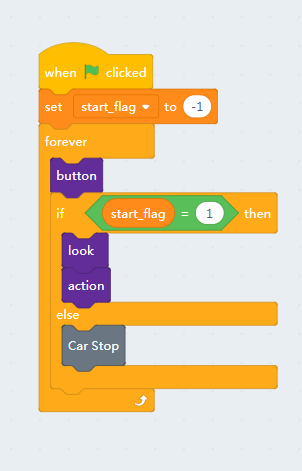 when clicked
set start_flag to -1
forever
button
if start_flag = 1 then
look
action
else
Car Stop